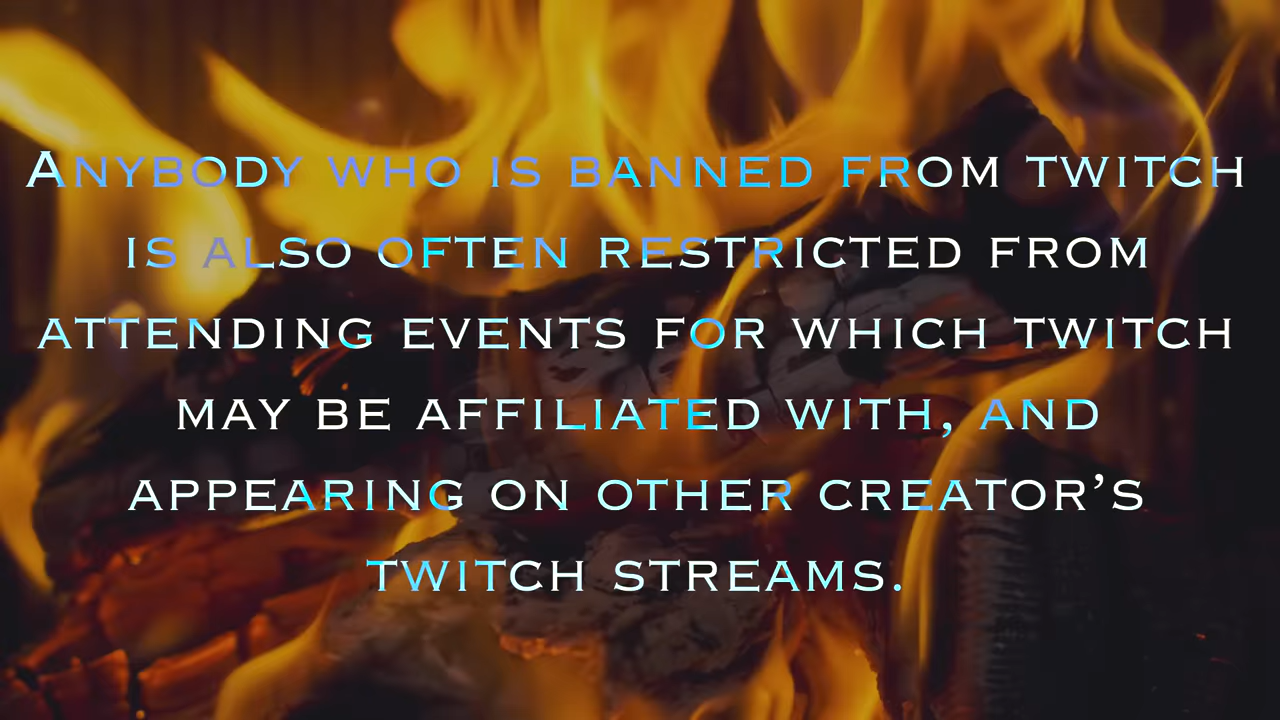 Anybody who is banned from twitch
is also often restricted from
attending events for which twitch
may be affiliated with, and
appearing on other creator’s
twitch streams.